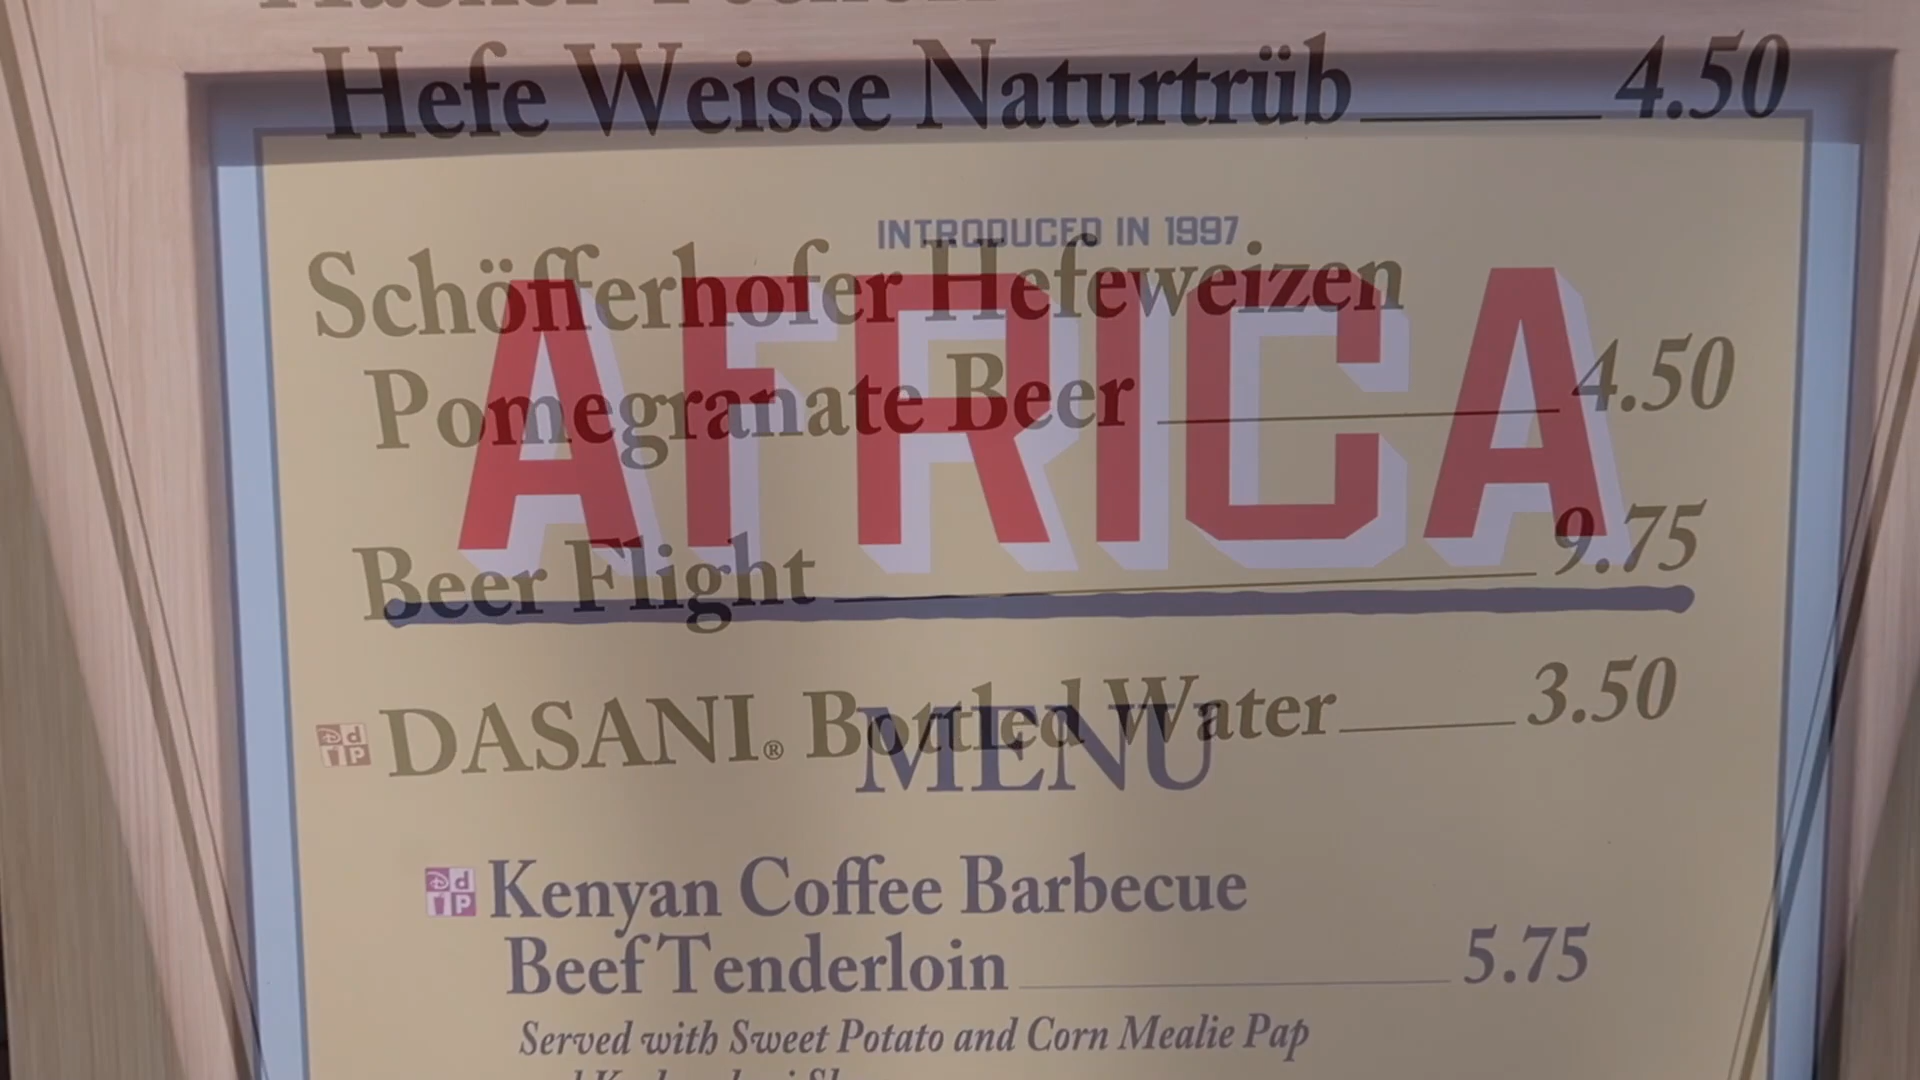 Hefe Weisse Naturtrüb 4.50
INTRODUCED IN 1997
AFRICA
Schöfferhofer Hefeweizen
Pomegranate Beer 4.50
Beer Flight 9.75
DASANI® Bottled Water 3.50
MENU
Kenyan Coffee Barbecue
Beef Tenderloin 5.75
Served with Sweet Potato and Corn Mealie Pap